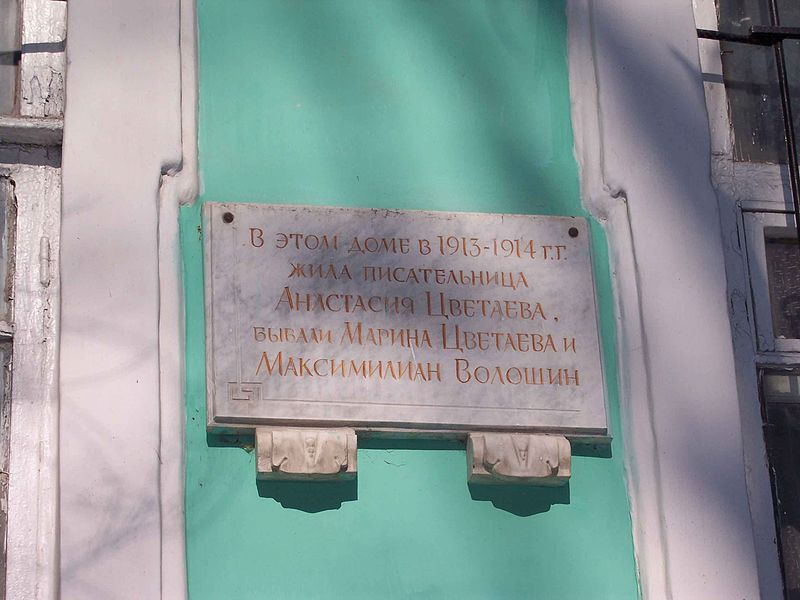 В этом доме в 1913-1914 г.г.
жила писательница
Анастасия Цветаева,
бывали Марина Цветаева и
Максимилиан Волошин